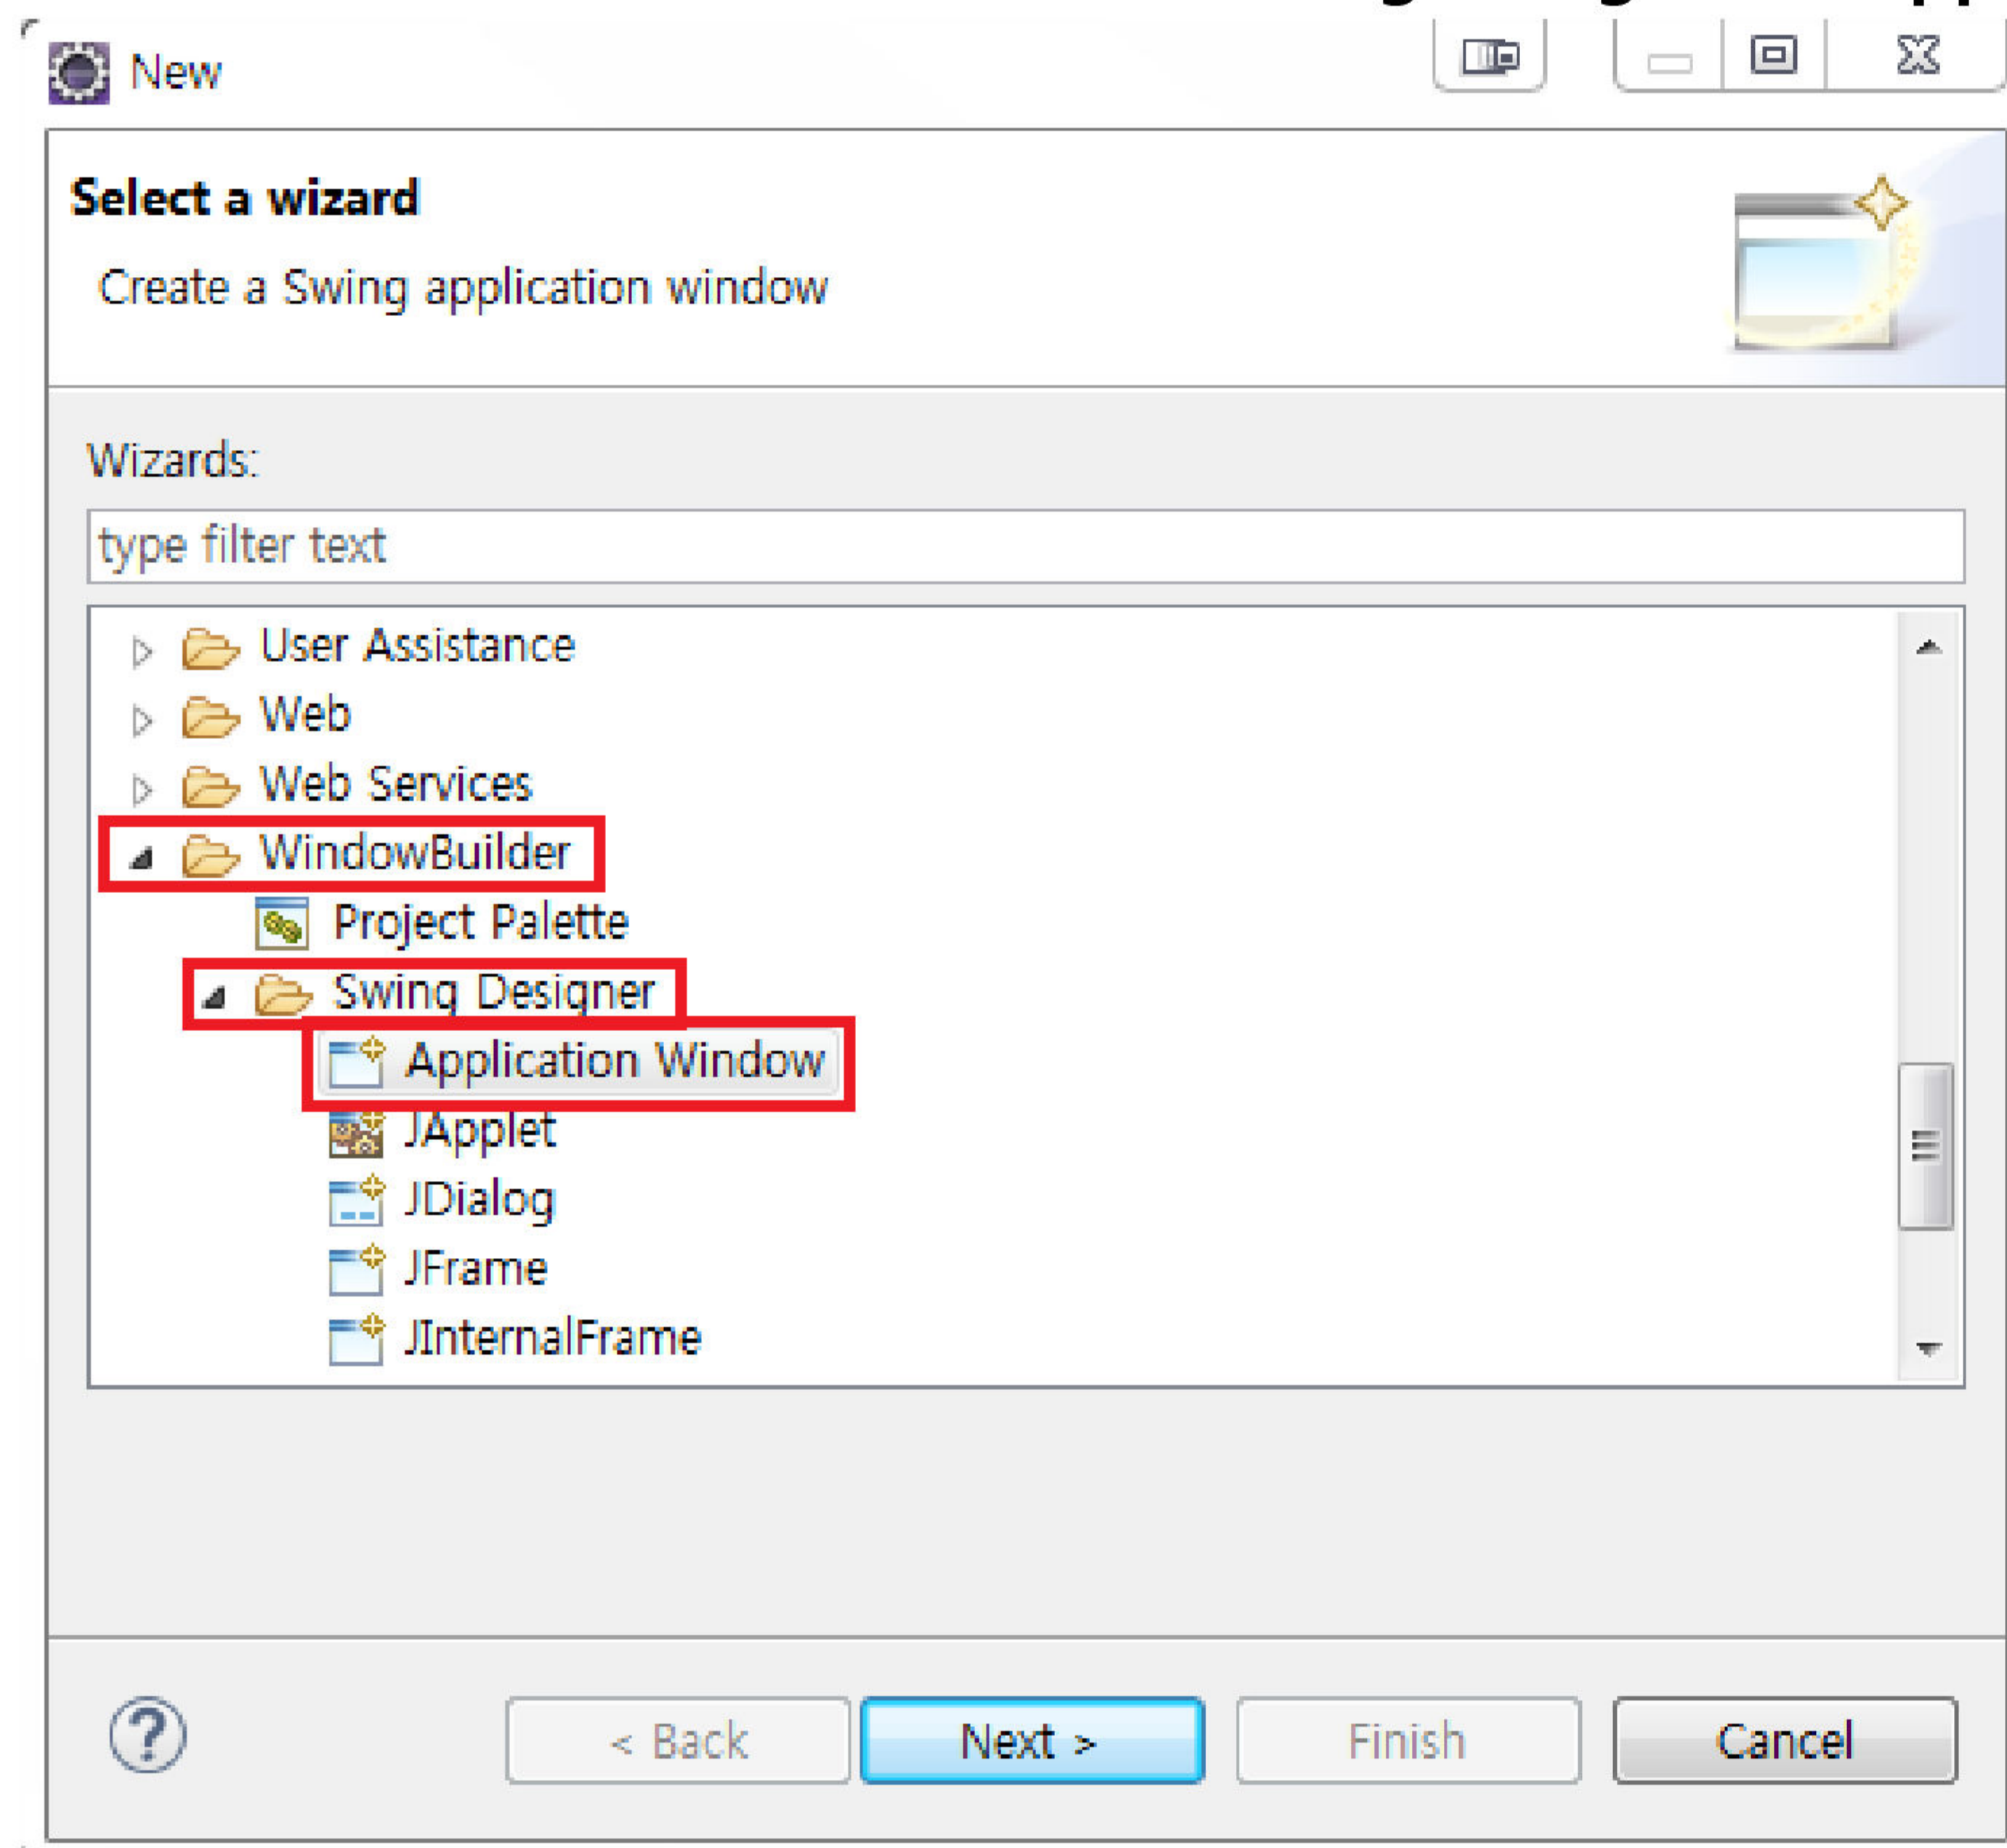 New
Select a wizard
Create a Swing application window
Wizards:
type filter text
User Assistance
Web
Web Services
WindowBuilder
Project Palette
Swing Designer
Application Window
JApplet
JDialog
JFrame
JInternalFrame
< Back
Next >
Finish
Cancel